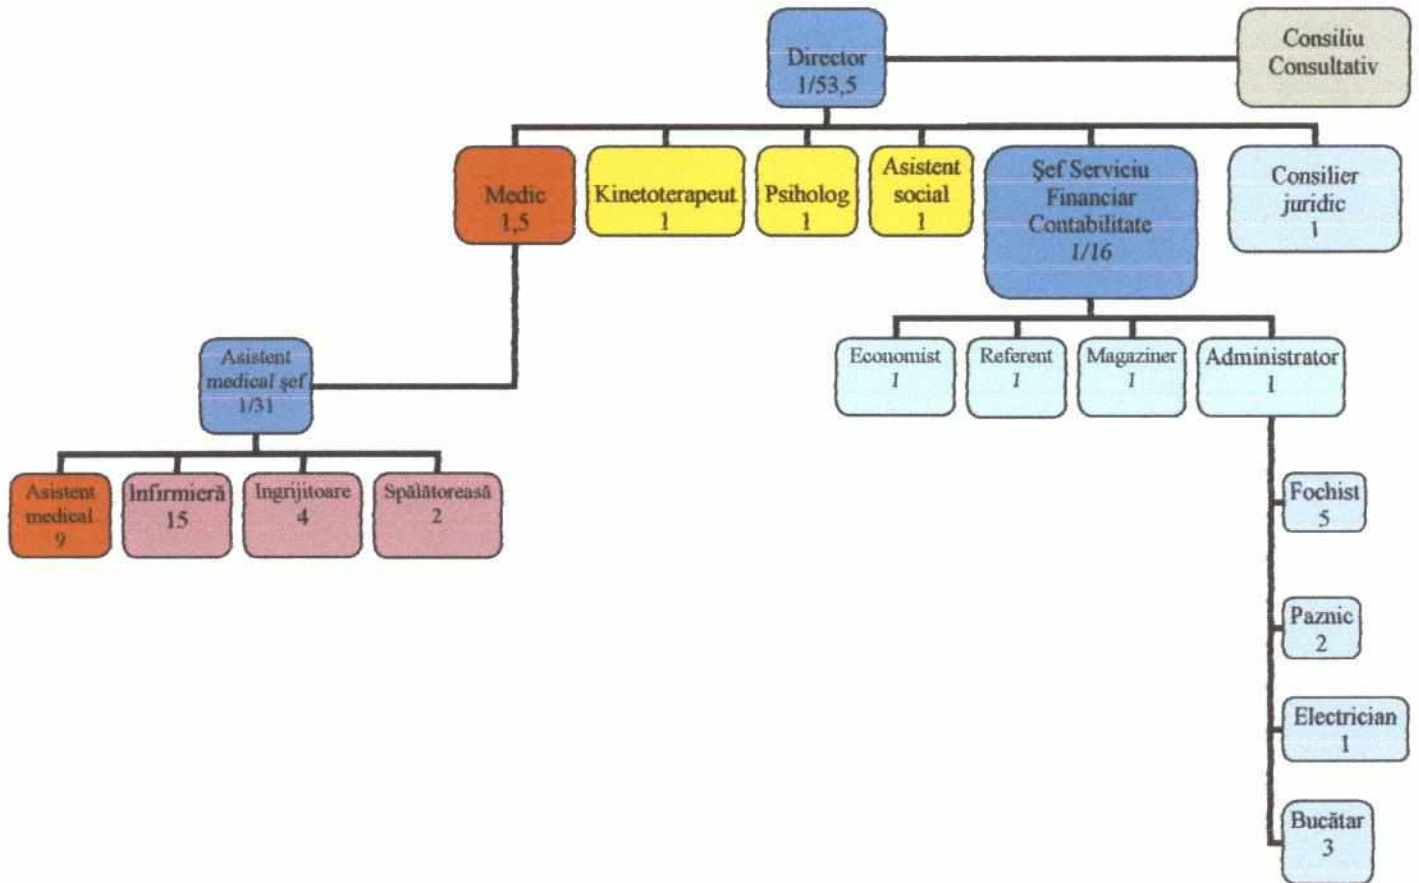 Director
1/53,5
Consiliu
Consultativ
Medic
1,5
Kinetoterapeut
1
Psiholog
1
Asistent
social
1
Şef Serviciu
Financiar
Contabilitate
1/16
Consilier
juridic
1
Asistent
medical şef
1/31
Economist
1
Referent
1
Magaziner
1
Administrator
1
Asistent
medical
9
Infirmieră
15
Ingrijitoare
4
Spălătoreasă
2
Fochist
5
Paznic
2
Electrician
1
Bucătar
3